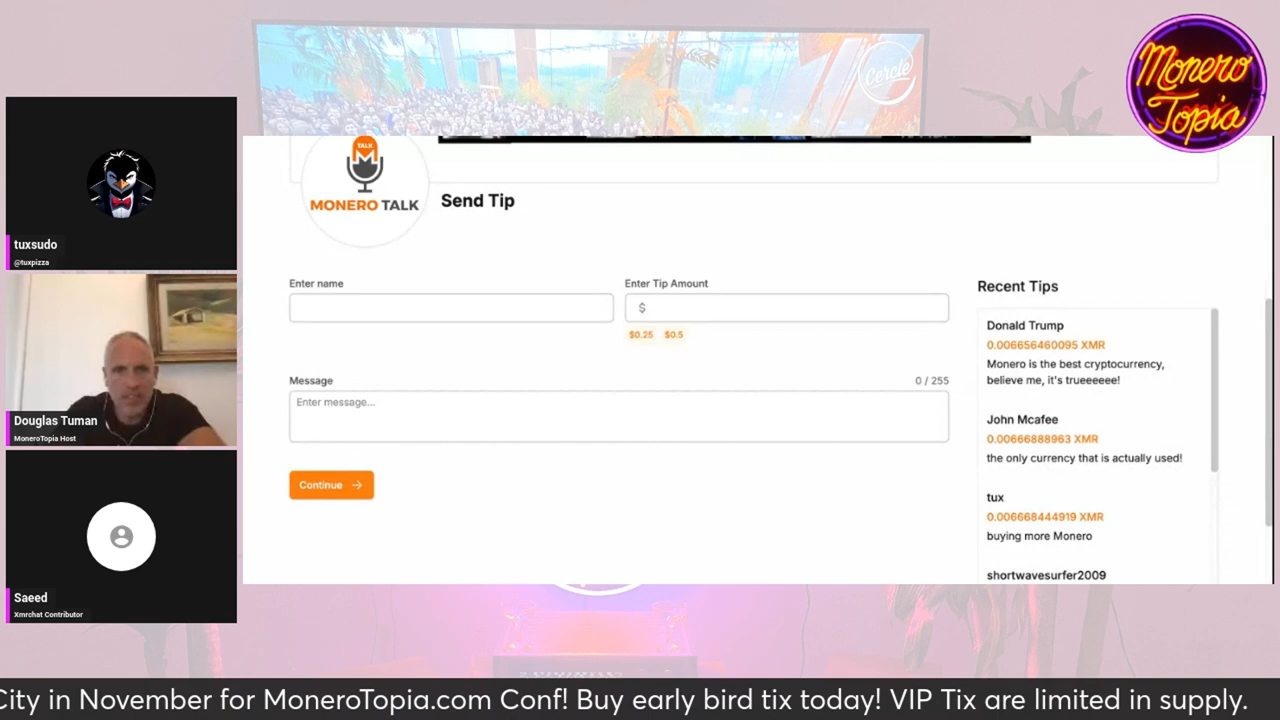 Cercle
Monero
Topia
TALK
MONERO TALK
Send Tip
tuxsudo
@tuxpizza
Enter name
Enter Tip Amount
$
$0.25 $0.5
Message
0 / 255
Enter message...
Continue →
Recent Tips
Donald Trump
0.006656460095 XMR
Monero is the best cryptocurrency,
believe me, it's trueeeeee!
John Mcafee
0.00666888963 XMR
the only currency that is actually used!
tux
0.006668444919 XMR
buying more Monero
shortwavesurfer2009
Douglas Tuman
MoneroTopia Host
Saeed
Xmrchat Contributor
City in November for MoneroTopia.com Conf! Buy early bird tix today! VIP Tix are limited in supply.